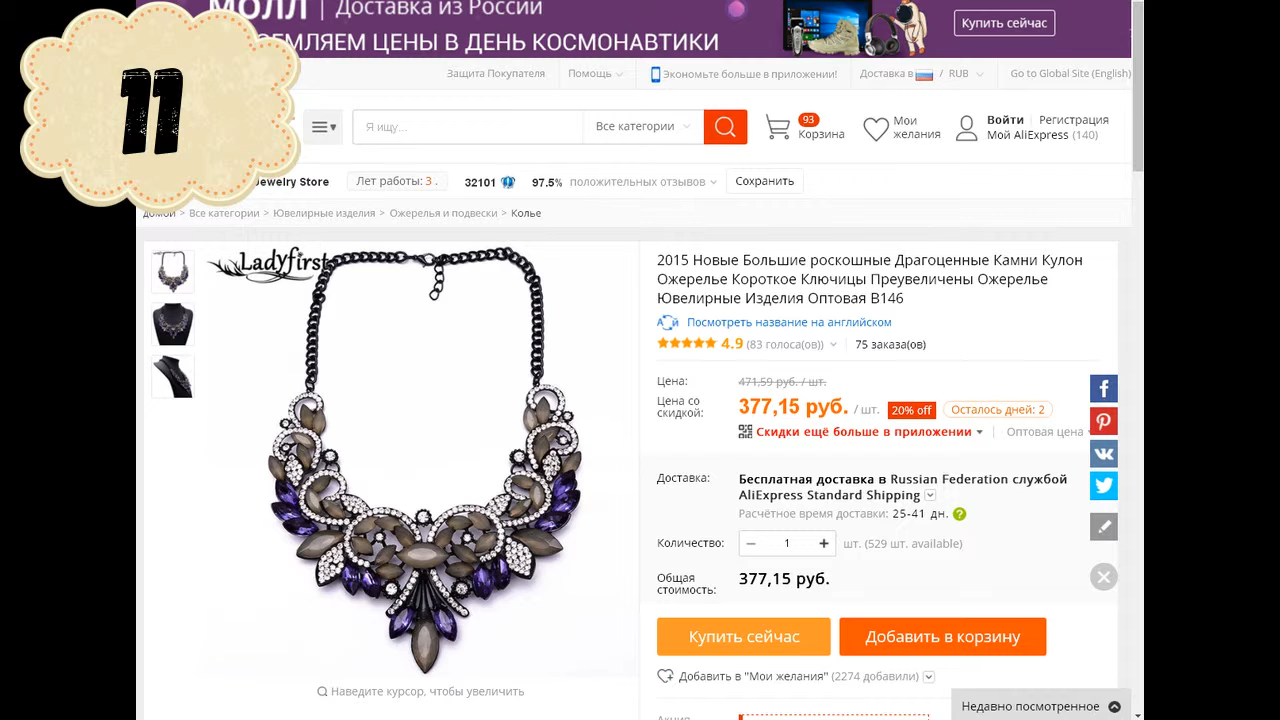 МОЛЛ | Доставка из России
ЕМЛЯЕМ ЦЕНЫ В ДЕНЬ КОСМОНАВТИКИ
Купить сейчас
11
Защита Покупателя
Помощь
Экономьте больше в приложении!
Доставка в / RUB
Go to Global Site (English)
Я ищу...
Все категории
93
Корзина
Мои желания
Войти | Регистрация
Мой AliExpress (140)
Jewelry Store
Лет работы: 3 .
32101
97.5% положительных отзывов
Сохранить
домой > Все категории > Ювелирные изделия > Ожерелья и подвески > Колье
Ladyfirst
2015 Новые Большие роскошные Драгоценные Камни Кулон
Ожерелье Короткое Ключицы Преувеличены Ожерелье
Ювелирные Изделия Оптовая B146
Посмотреть название на английском
4.9 (83 голоса(ов)) 75 заказа(ов)
Цена: 471,59 руб. / шт.
Цена со скидкой: 377,15 руб. / шт. 20% off Осталось дней: 2
Скидки ещё больше в приложении | Оптовая цена
Доставка: Бесплатная доставка в Russian Federation службой
AliExpress Standard Shipping
Расчётное время доставки: 25-41 дн.
Количество: 1 шт. (529 шт. available)
Общая стоимость: 377,15 руб.
Купить сейчас
Добавить в корзину
Добавить в "Мои желания" (2274 добавили)
Наведите курсор, чтобы увеличить
Недавно посмотренное
Акция